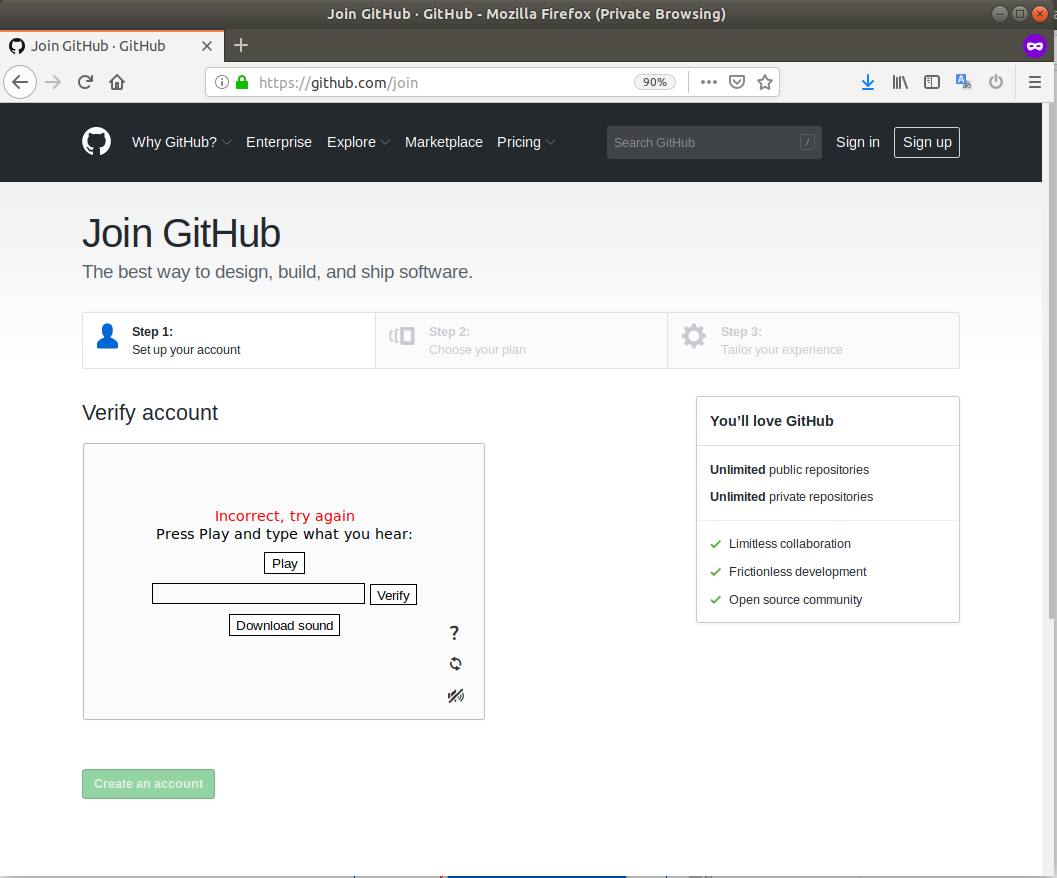 Join GitHub · GitHub - Mozilla Firefox (Private Browsing)
Join GitHub · GitHub
https://github.com/join
90%
Why GitHub?
Enterprise
Explore
Marketplace
Pricing
Search GitHub
/
Sign in
Sign up
Join GitHub
The best way to design, build, and ship software.
Step 1:
Set up your account
Step 2:
Choose your plan
Step 3:
Tailor your experience
Verify account
Incorrect, try again
Press Play and type what you hear:
Play
Verify
Download sound
?
Create an account
You’ll love GitHub
Unlimited public repositories
Unlimited private repositories
Limitless collaboration
Frictionless development
Open source community